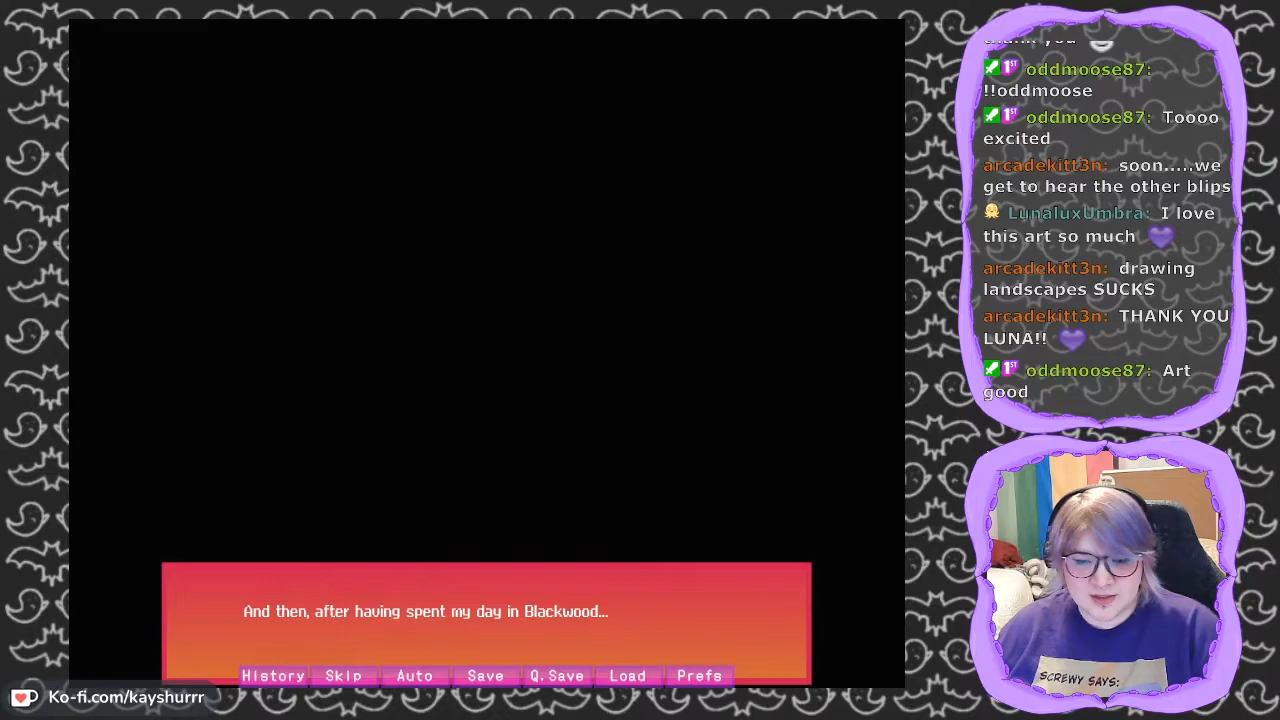 thank you
oddmoose87:
!!oddmoose
oddmoose87: Toooo
excited
arcadekitt3n: soon.....we
get to hear the other blips
LunaluxUmbra: I love
this art so much
arcadekitt3n: drawing
landscapes SUCKS
arcadekitt3n: THANK YOU
LUNA!!
oddmoose87: Art
good
And then, after having spent my day in Blackwood...
History Skip Auto Save Q.Save Load Prefs
SCREWY SAYS:
Ko-fi.com/kayshurrr